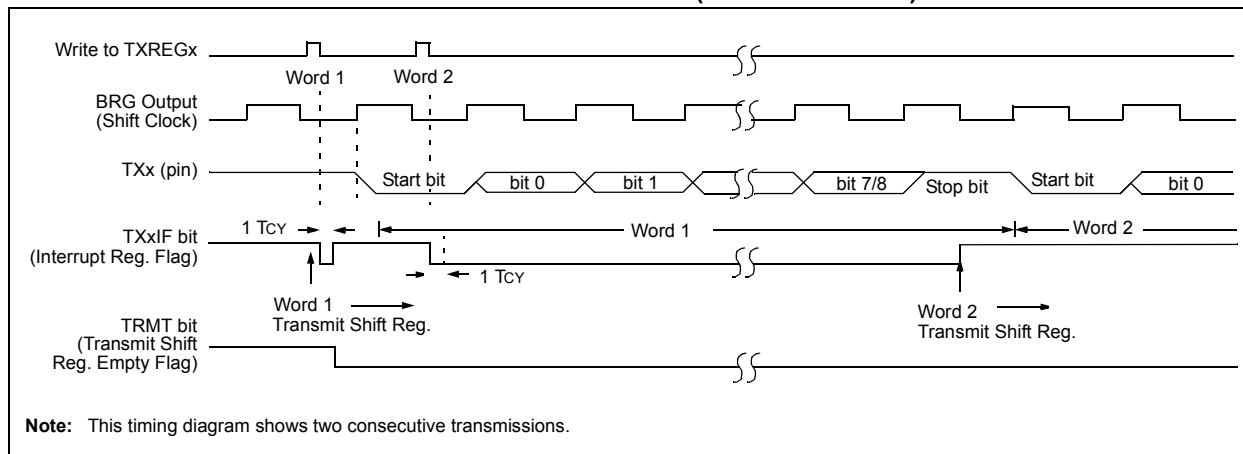 Write to TXREGx
Word 1
Word 2
BRG Output
(Shift Clock)
TXx (pin)
Start bit
bit 0
bit 1
bit 7/8
Stop bit
Start bit
bit 0
TXxIF bit
(Interrupt Reg. Flag)
1 TCY
Word 1
Word 2
1 TCY
Word 1
Transmit Shift Reg.
Word 2
Transmit Shift Reg.
TRMT bit
(Transmit Shift
Reg. Empty Flag)
Note: This timing diagram shows two consecutive transmissions.